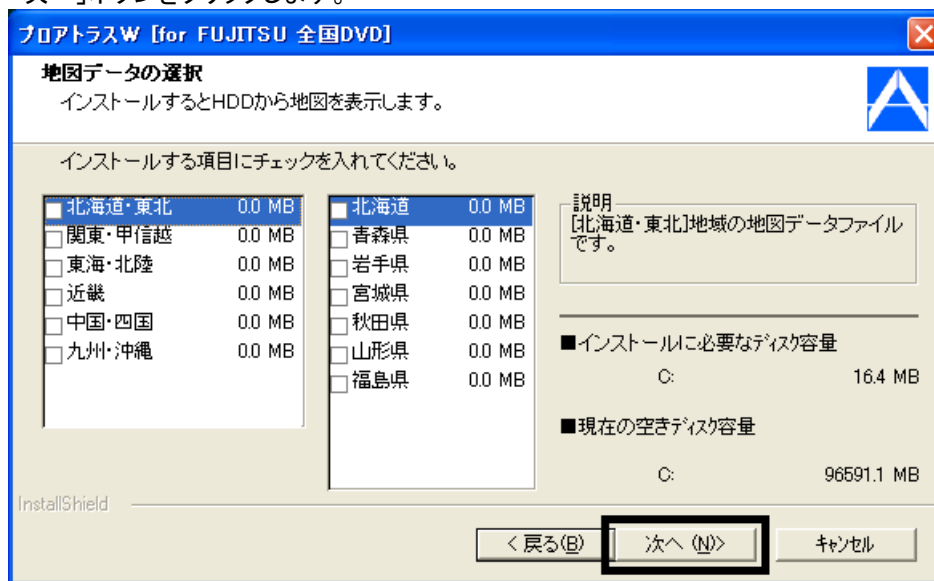 プロアトラスW [for FUJITSU 全国DVD]
地図データの選択
インストールするとHDDから地図を表示します。
インストールする項目にチェックを入れてください。
北海道・東北 0.0 MB
関東・甲信越 0.0 MB
東海・北陸 0.0 MB
近畿 0.0 MB
中国・四国 0.0 MB
九州・沖縄 0.0 MB
北海道 0.0 MB
青森県 0.0 MB
岩手県 0.0 MB
宮城県 0.0 MB
秋田県 0.0 MB
山形県 0.0 MB
福島県 0.0 MB
説明
[北海道・東北]地域の地図データファイル
です。
■インストールに必要なディスク容量
C: 16.4 MB
■現在の空きディスク容量
C: 96591.1 MB
InstallShield
< 戻る(B)
次へ (N)>
キャンセル